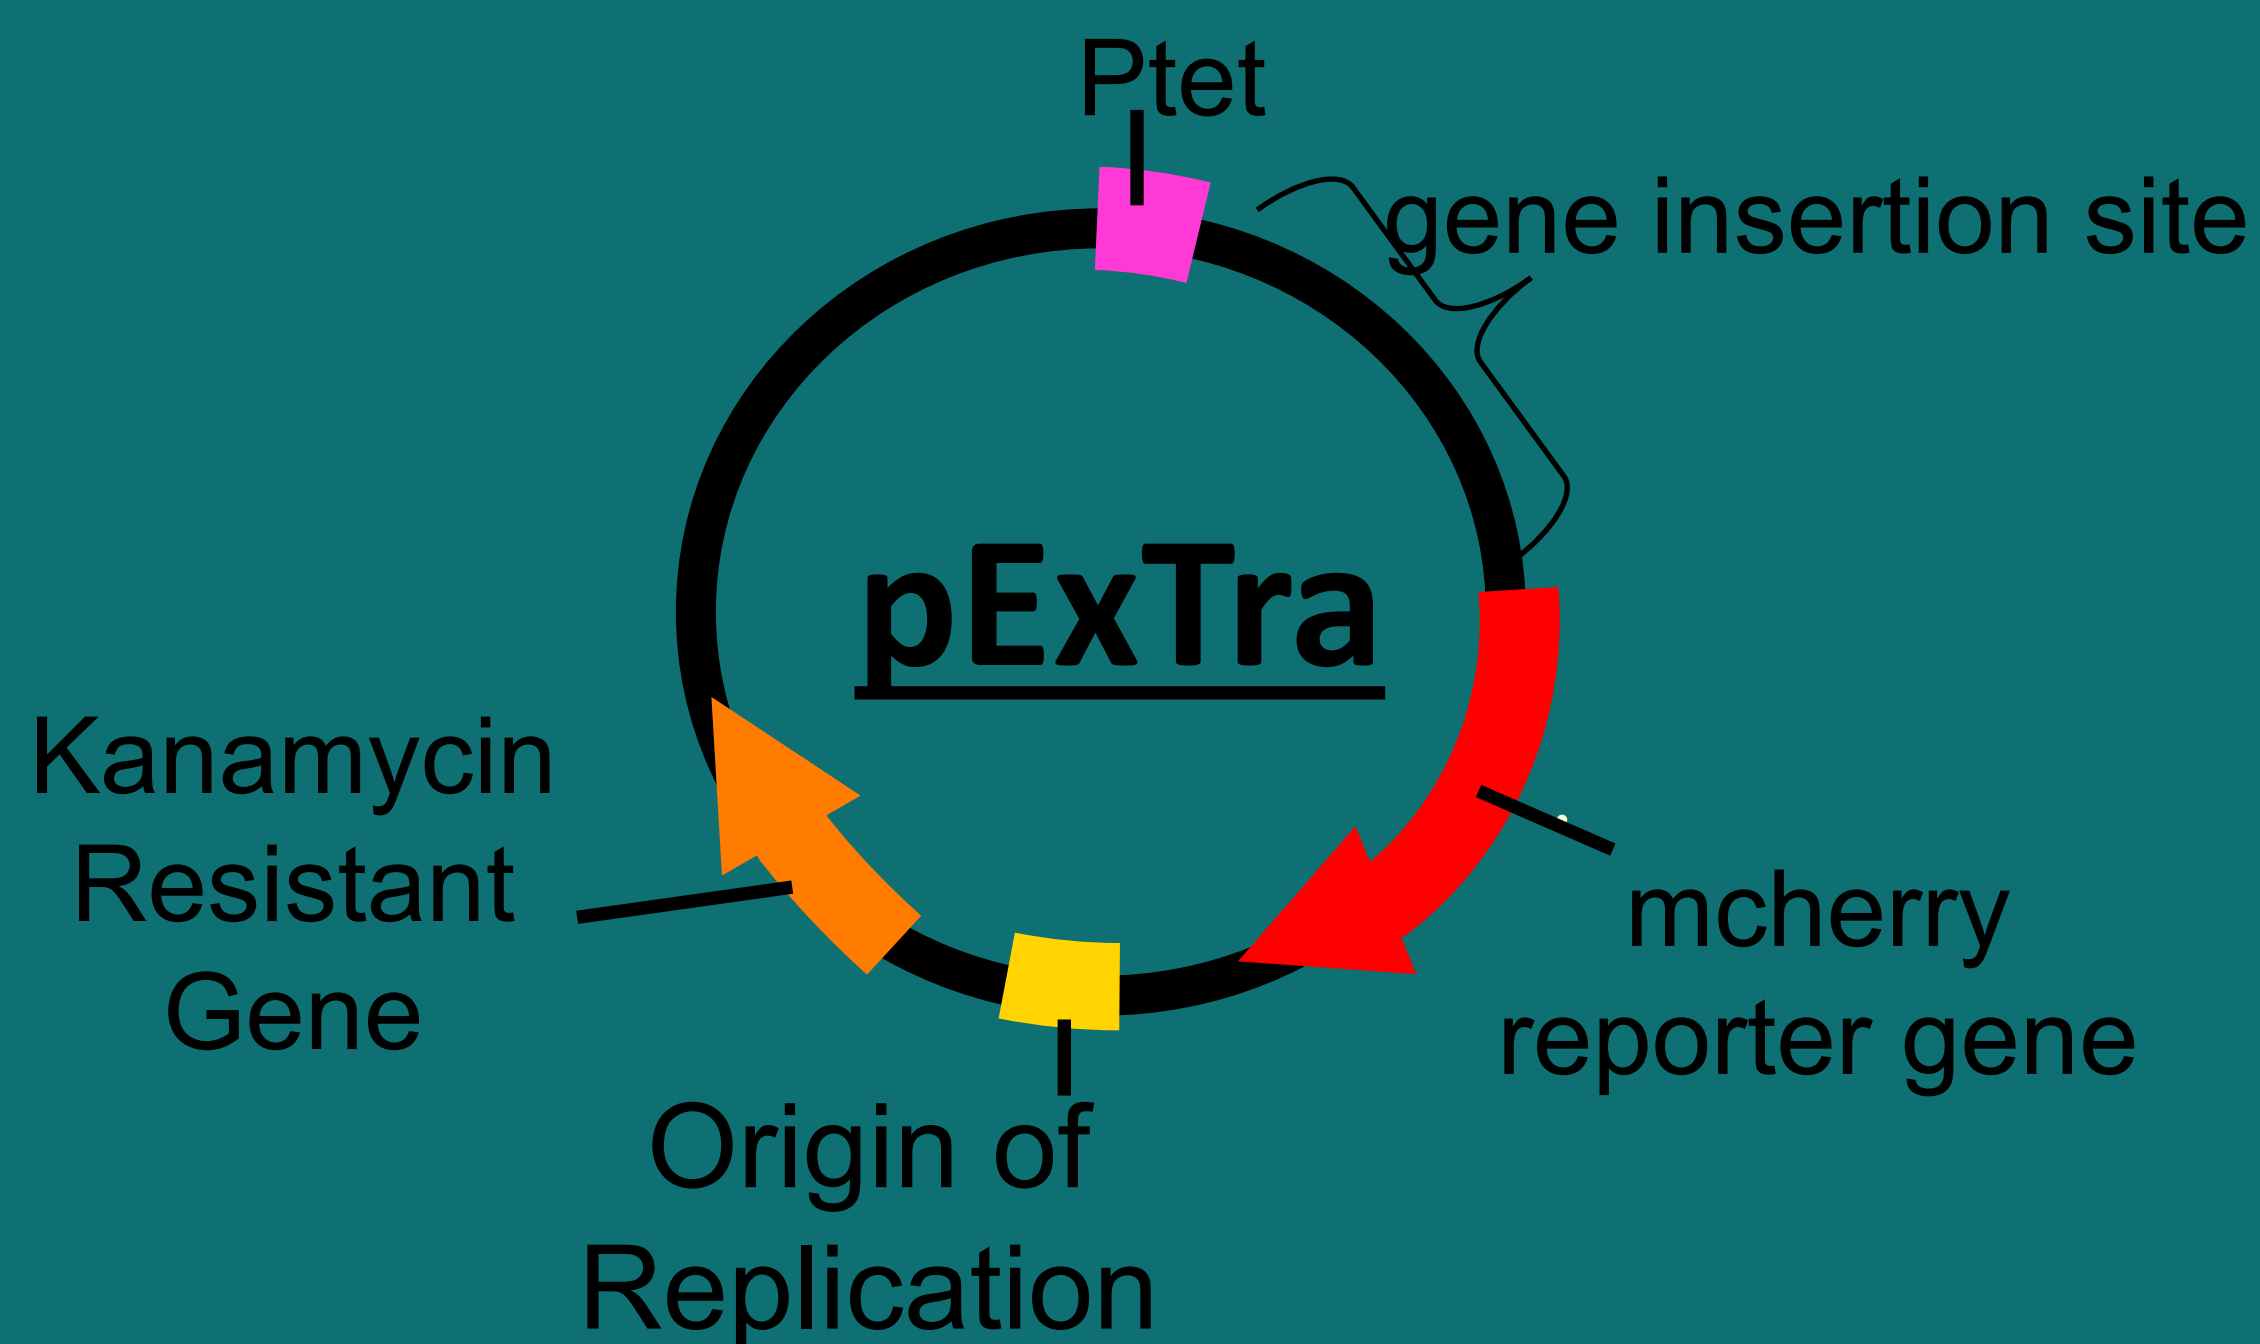 Ptet
gene insertion site
pExTra
Kanamycin
Resistant
Gene
mcherry
reporter gene
Origin of
Replication